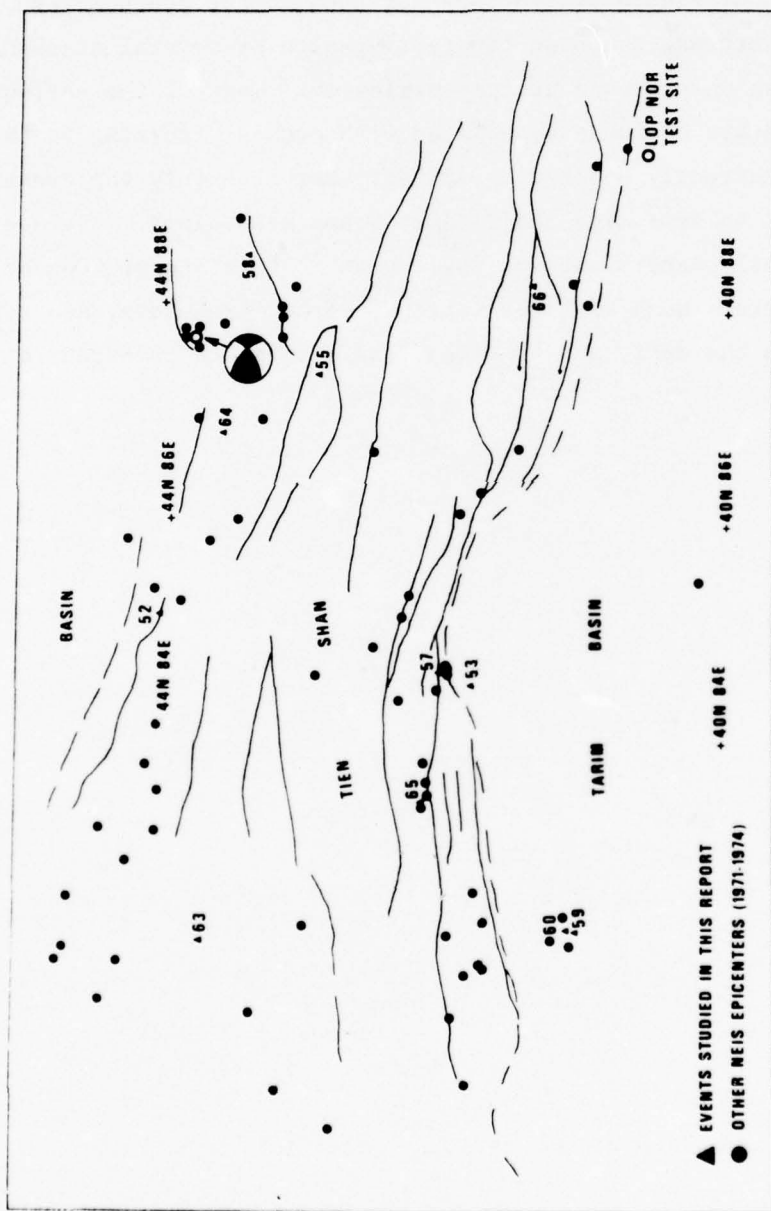 +44N 88E
58
LOP NOR
TEST SITE
64
55
66
+44N 86E
+40N 88E
BASIN
52
44N 84E
SHAN
+40N 86E
57
53
BASIN
TIEN
65
TARIM
+40N 84E
63
60
59
EVENTS STUDIED IN THIS REPORT
OTHER NEIS EPICENTERS (1971-1974)